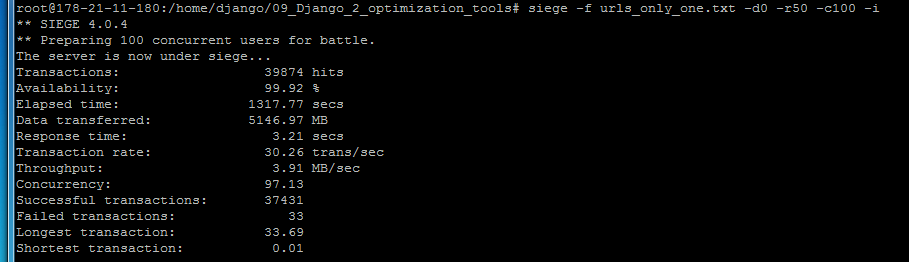 root@178-21-11-180:/home/django/09_Django_2_optimization_tools# siege -f urls_only_one.txt -d0 -r50 -c100 -i
** SIEGE 4.0.4
** Preparing 100 concurrent users for battle.
The server is now under siege...
Transactions: 39874 hits
Availability: 99.92 %
Elapsed time: 1317.77 secs
Data transferred: 5146.97 MB
Response time: 3.21 secs
Transaction rate: 30.26 trans/sec
Throughput: 3.91 MB/sec
Concurrency: 97.13
Successful transactions: 37431
Failed transactions: 33
Longest transaction: 33.69
Shortest transaction: 0.01